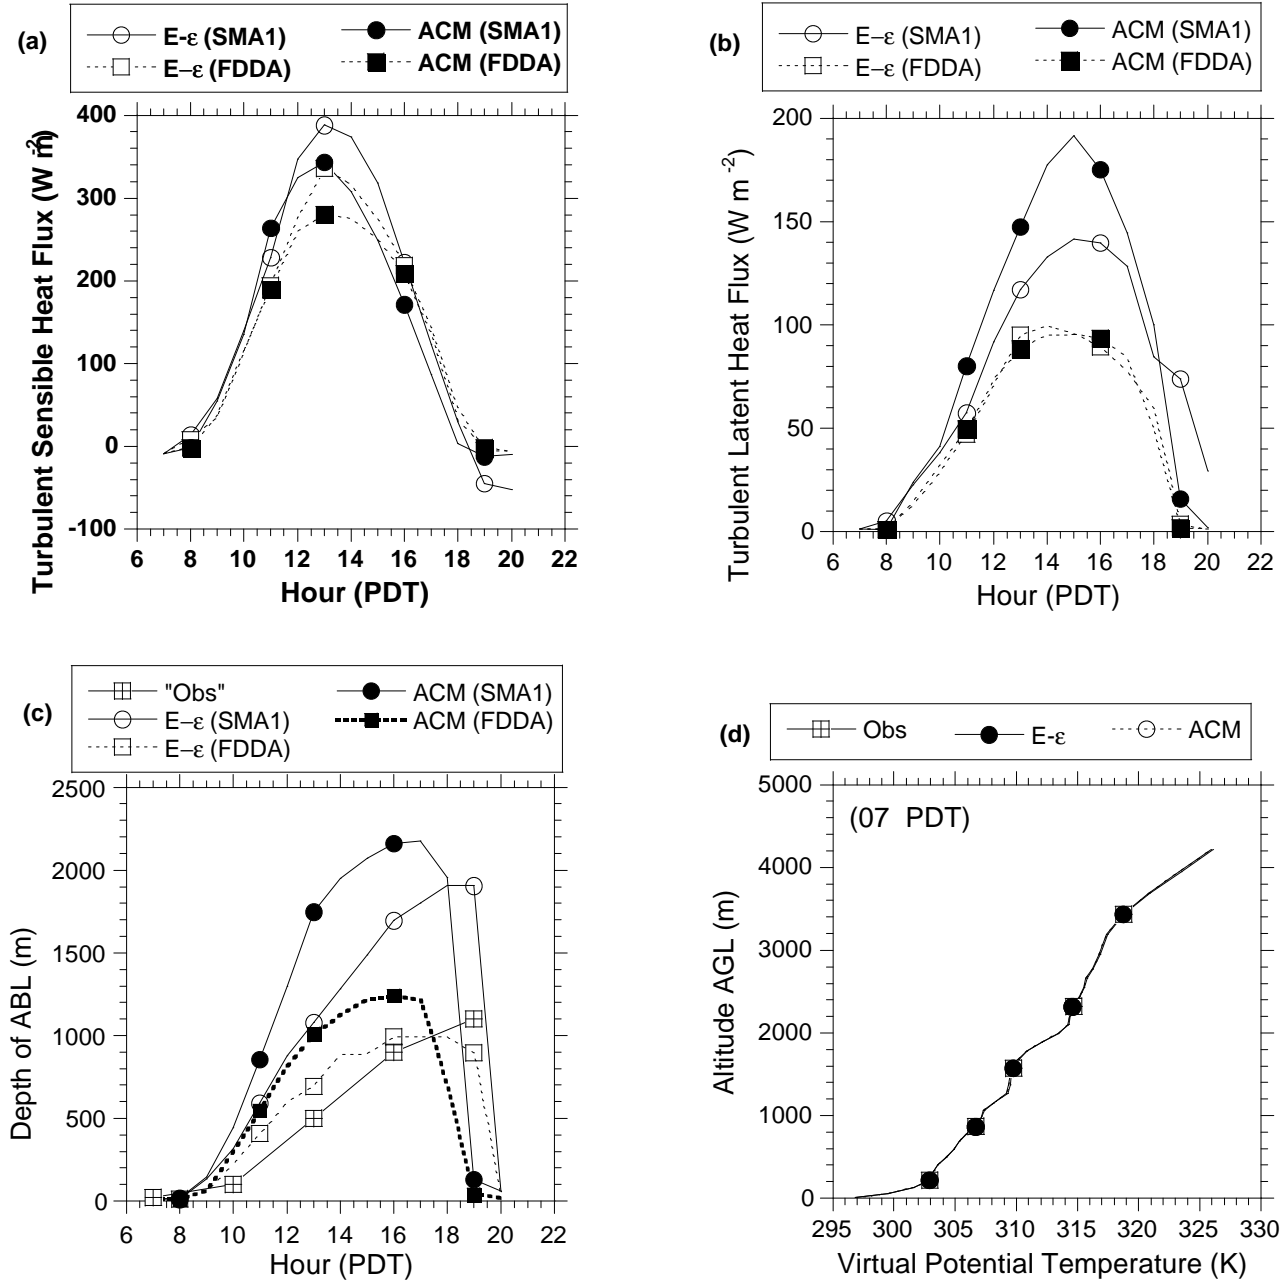 (a)
E-ε (SMA1)
ACM (SMA1)
E–ε (FDDA)
ACM (FDDA)
400
300
200
100
0
-100
Turbulent Sensible Heat Flux (W m-2)
6 8 10 12 14 16 18 20 22
Hour (PDT)
(b)
E–ε (SMA1)
ACM (SMA1)
E–ε (FDDA)
ACM (FDDA)
200
150
100
50
0
Turbulent Latent Heat Flux (W m-2)
6 8 10 12 14 16 18 20 22
Hour (PDT)
(c)
"Obs"
ACM (SMA1)
E–ε (SMA1)
ACM (FDDA)
E–ε (FDDA)
2500
2000
1500
1000
500
0
Depth of ABL (m)
6 8 10 12 14 16 18 20 22
Hour (PDT)
(d)
Obs E-ε ACM
(07 PDT)
5000
4000
3000
2000
1000
0
Altitude AGL (m)
295 300 305 310 315 320 325 330
Virtual Potential Temperature (K)